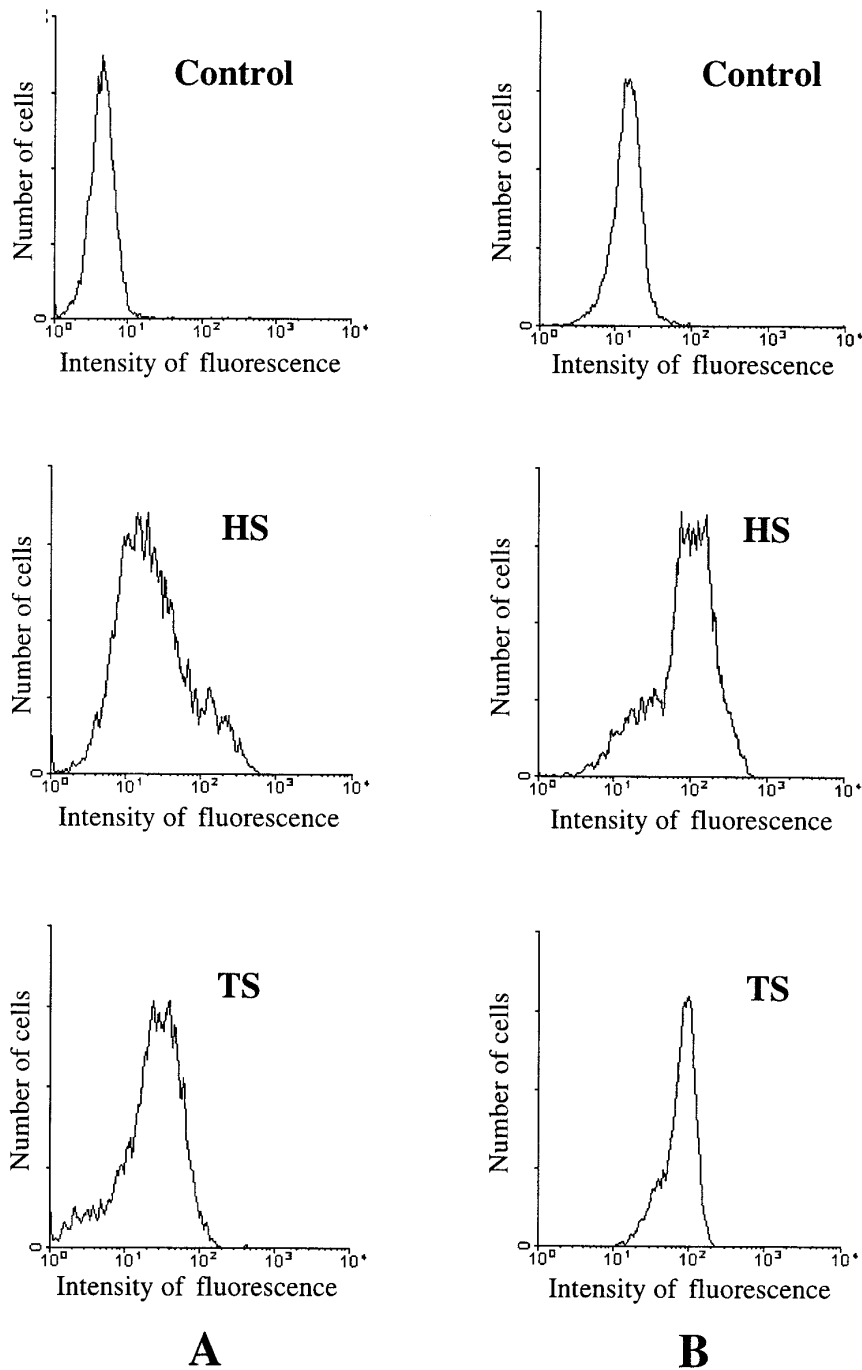 Control
Number of cells
0
10⁰ 10¹ 10² 10³ 10⁴
Intensity of fluorescence
Control
Number of cells
0
10⁰ 10¹ 10² 10³ 10⁴
Intensity of fluorescence
HS
Number of cells
0
10⁰ 10¹ 10² 10³ 10⁴
Intensity of fluorescence
HS
Number of cells
0
10⁰ 10¹ 10² 10³ 10⁴
Intensity of fluorescence
TS
Number of cells
0
10⁰ 10¹ 10² 10³ 10⁴
Intensity of fluorescence
TS
Number of cells
0
10⁰ 10¹ 10² 10³ 10⁴
Intensity of fluorescence
A
B